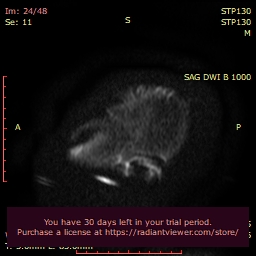 Im: 24/48
Se: 11
S
STP130
STP130
M
SAG DWI B 1000
A
P
You have 30 days left in your trial period.
Purchase a license at https://radiantviewer.com/store/